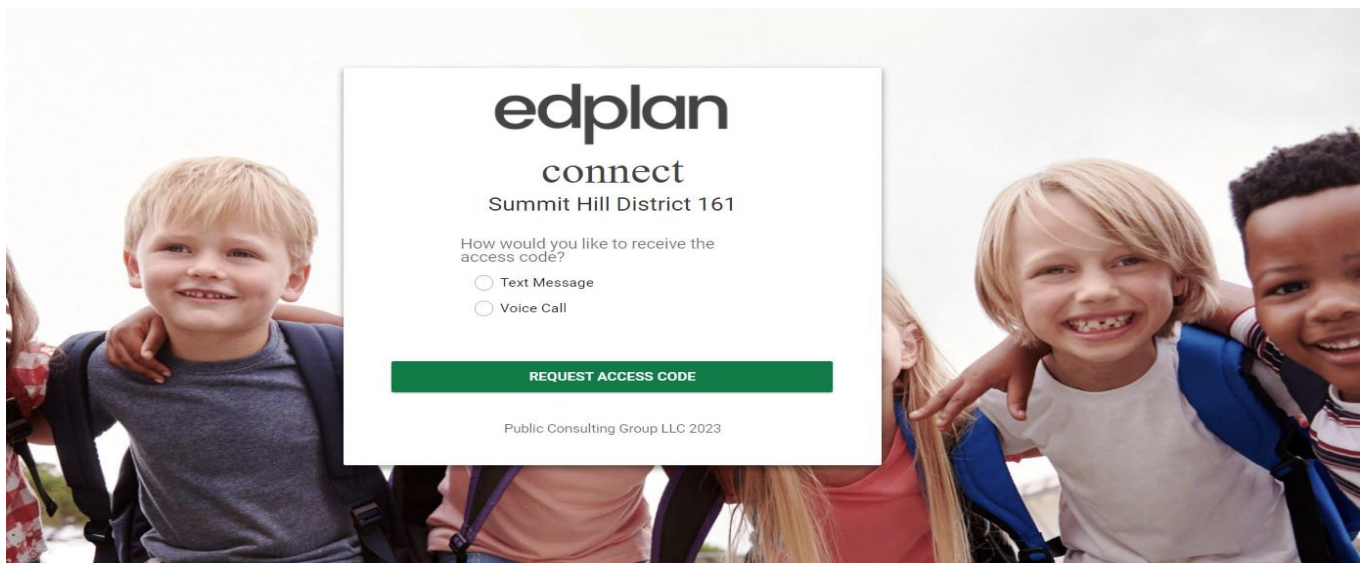 edplan
connect
Summit Hill District 161
How would you like to receive the
access code?
Text Message
Voice Call
REQUEST ACCESS CODE
Public Consulting Group LLC 2023